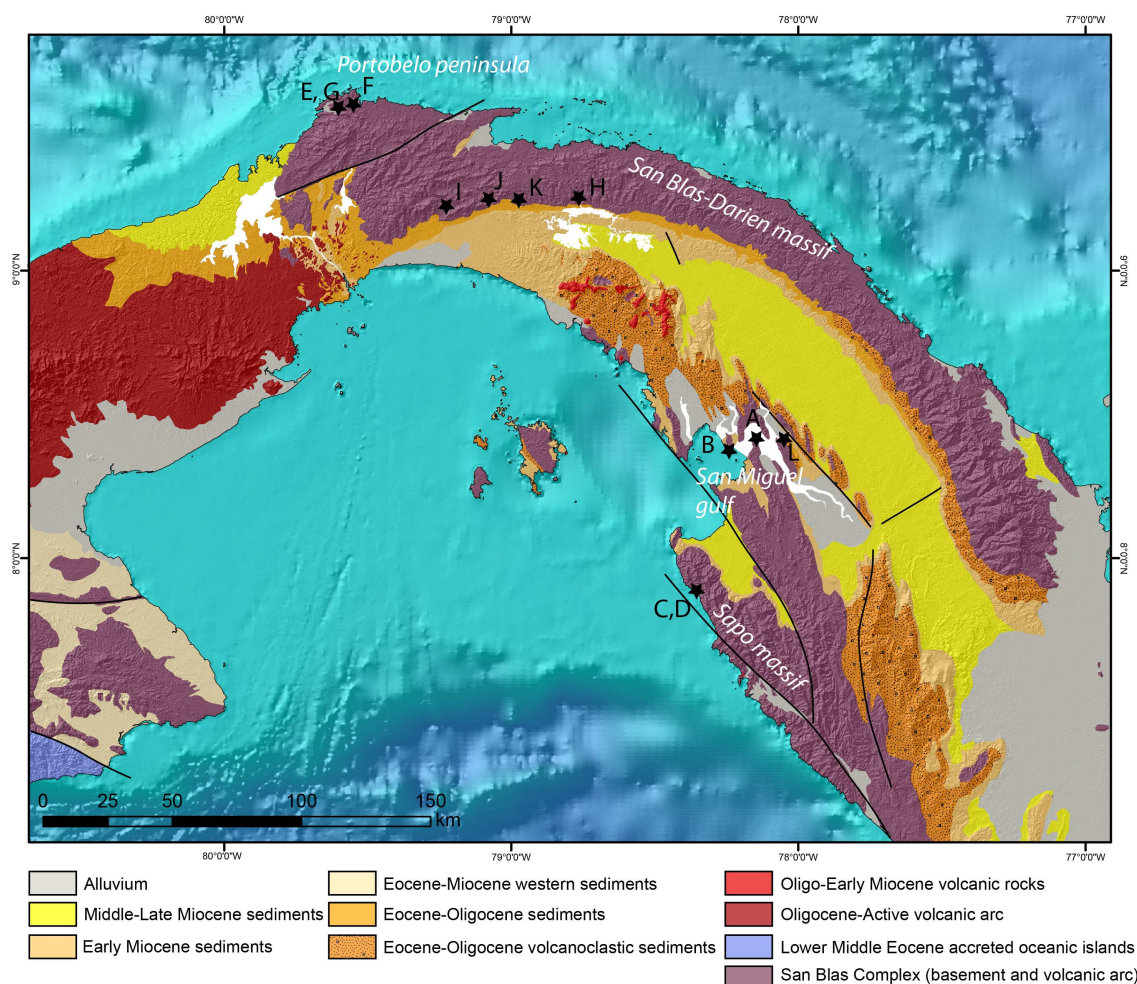 80°0'0"W 79°0'0"W 78°0'0"W 77°0'0"W
Portobelo peninsula
E, G F
San Blas-Darien massif
I J K H
9°0'0"N 9°0'0"N
A
B L
San Miguel
gulf
8°0'0"N 8°0'0"N
C,D
Sapo massif
0 25 50 100 150
km
80°0'0"W 79°0'0"W 78°0'0"W 77°0'0"W
Alluvium
Middle-Late Miocene sediments
Early Miocene sediments
Eocene-Miocene western sediments
Eocene-Oligocene sediments
Eocene-Oligocene volcanoclastic sediments
Oligo-Early Miocene volcanic rocks
Oligocene-Active volcanic arc
Lower Middle Eocene accreted oceanic islands
San Blas Complex (basement and volcanic arc)